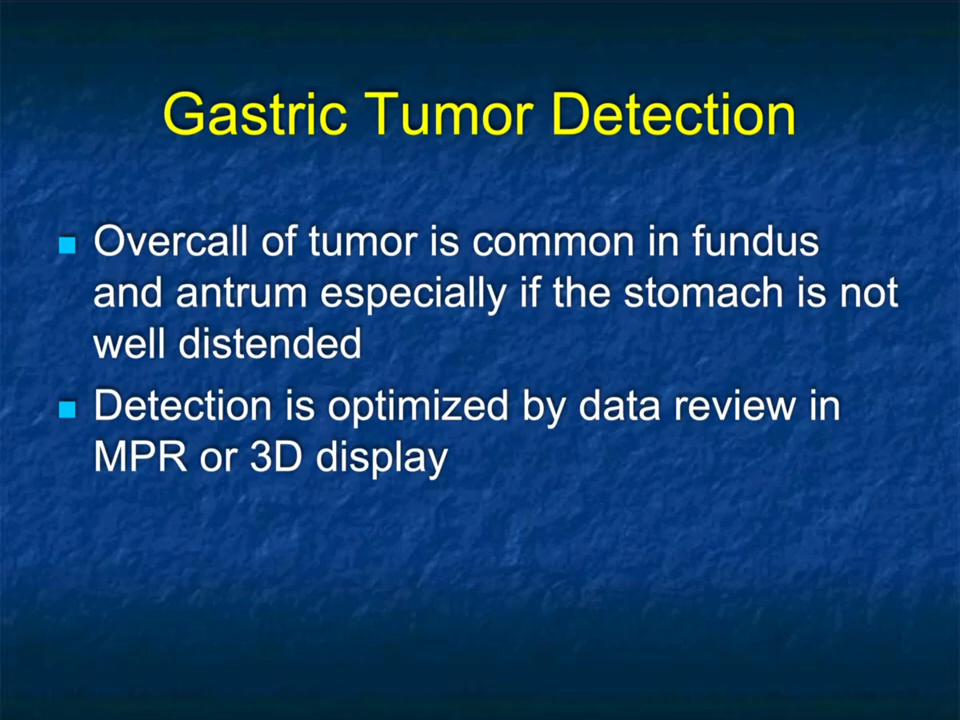 Gastric Tumor Detection
Overcall of tumor is common in fundus
and antrum especially if the stomach is not
well distended
Detection is optimized by data review in
MPR or 3D display